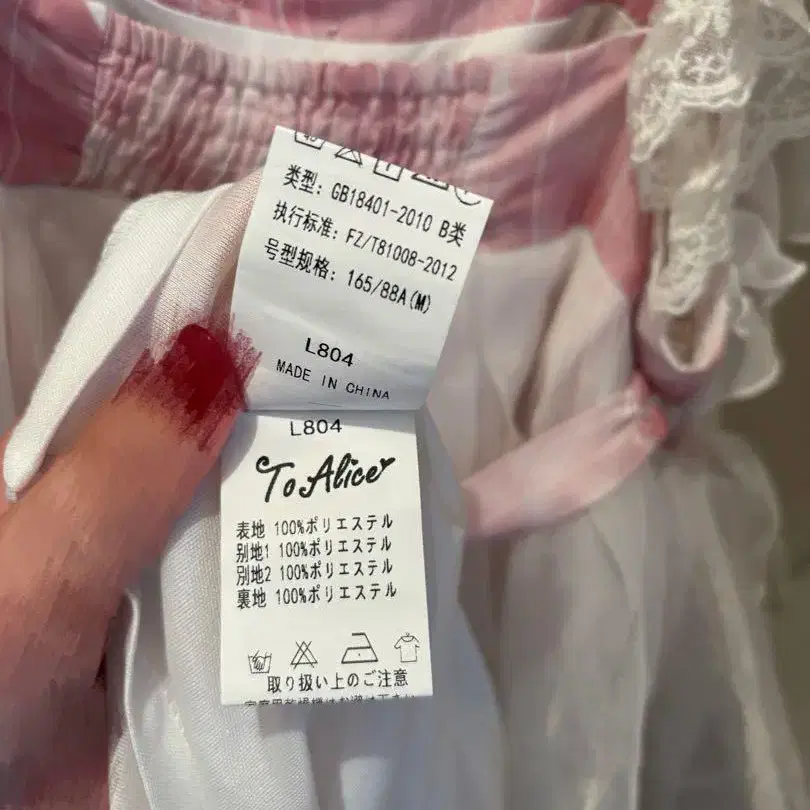 类型: GB18401-2010 B类
执行标准: FZ/T81008-2012
号型规格: 165/88A(M)
L804
MADE IN CHINA
L804
To Alice
表地 100%ポリエステル
别地1 100%ポリエステル
別地2 100%ポリエステル
裏地 100%ポリエステル
取り扱い上のご注意